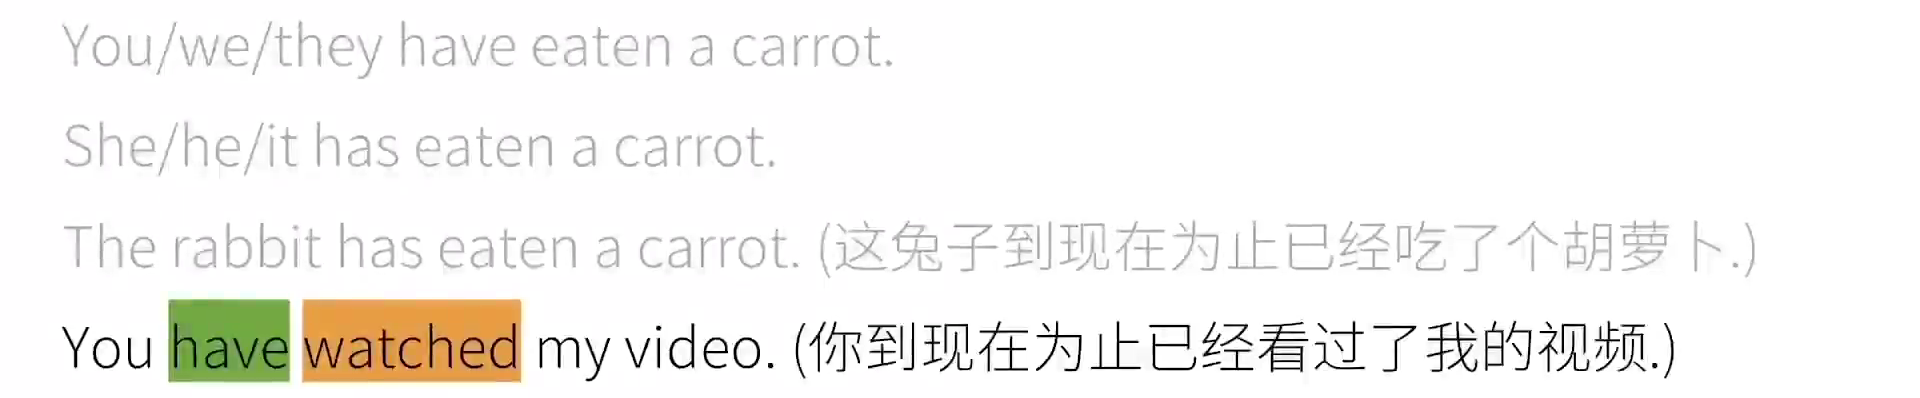 You/we/they have eaten a carrot.
She/he/it has eaten a carrot.
The rabbit has eaten a carrot. (这兔子到现在为止已经吃了个胡萝卜.)
You have watched my video. (你到现在为止已经看过了我的视频.)